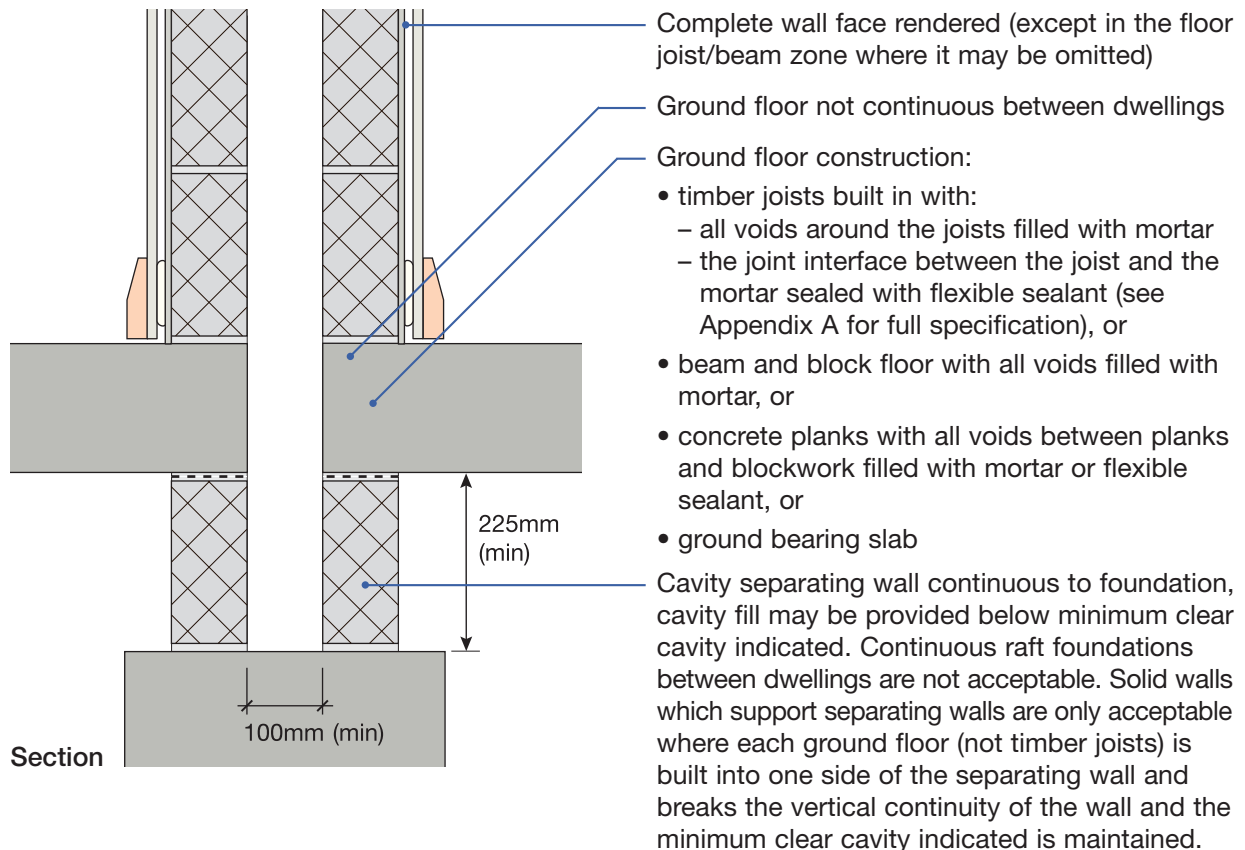 Complete wall face rendered (except in the floor
joist/beam zone where it may be omitted)
Ground floor not continuous between dwellings
Ground floor construction:
• timber joists built in with:
– all voids around the joists filled with mortar
– the joint interface between the joist and the
mortar sealed with flexible sealant (see
Appendix A for full specification), or
• beam and block floor with all voids filled with
mortar, or
• concrete planks with all voids between planks
and blockwork filled with mortar or flexible
sealant, or
• ground bearing slab
225mm
(min)
Cavity separating wall continuous to foundation,
cavity fill may be provided below minimum clear
cavity indicated. Continuous raft foundations
between dwellings are not acceptable. Solid walls
which support separating walls are only acceptable
where each ground floor (not timber joists) is
built into one side of the separating wall and
breaks the vertical continuity of the wall and the
minimum clear cavity indicated is maintained.
100mm (min)
Section